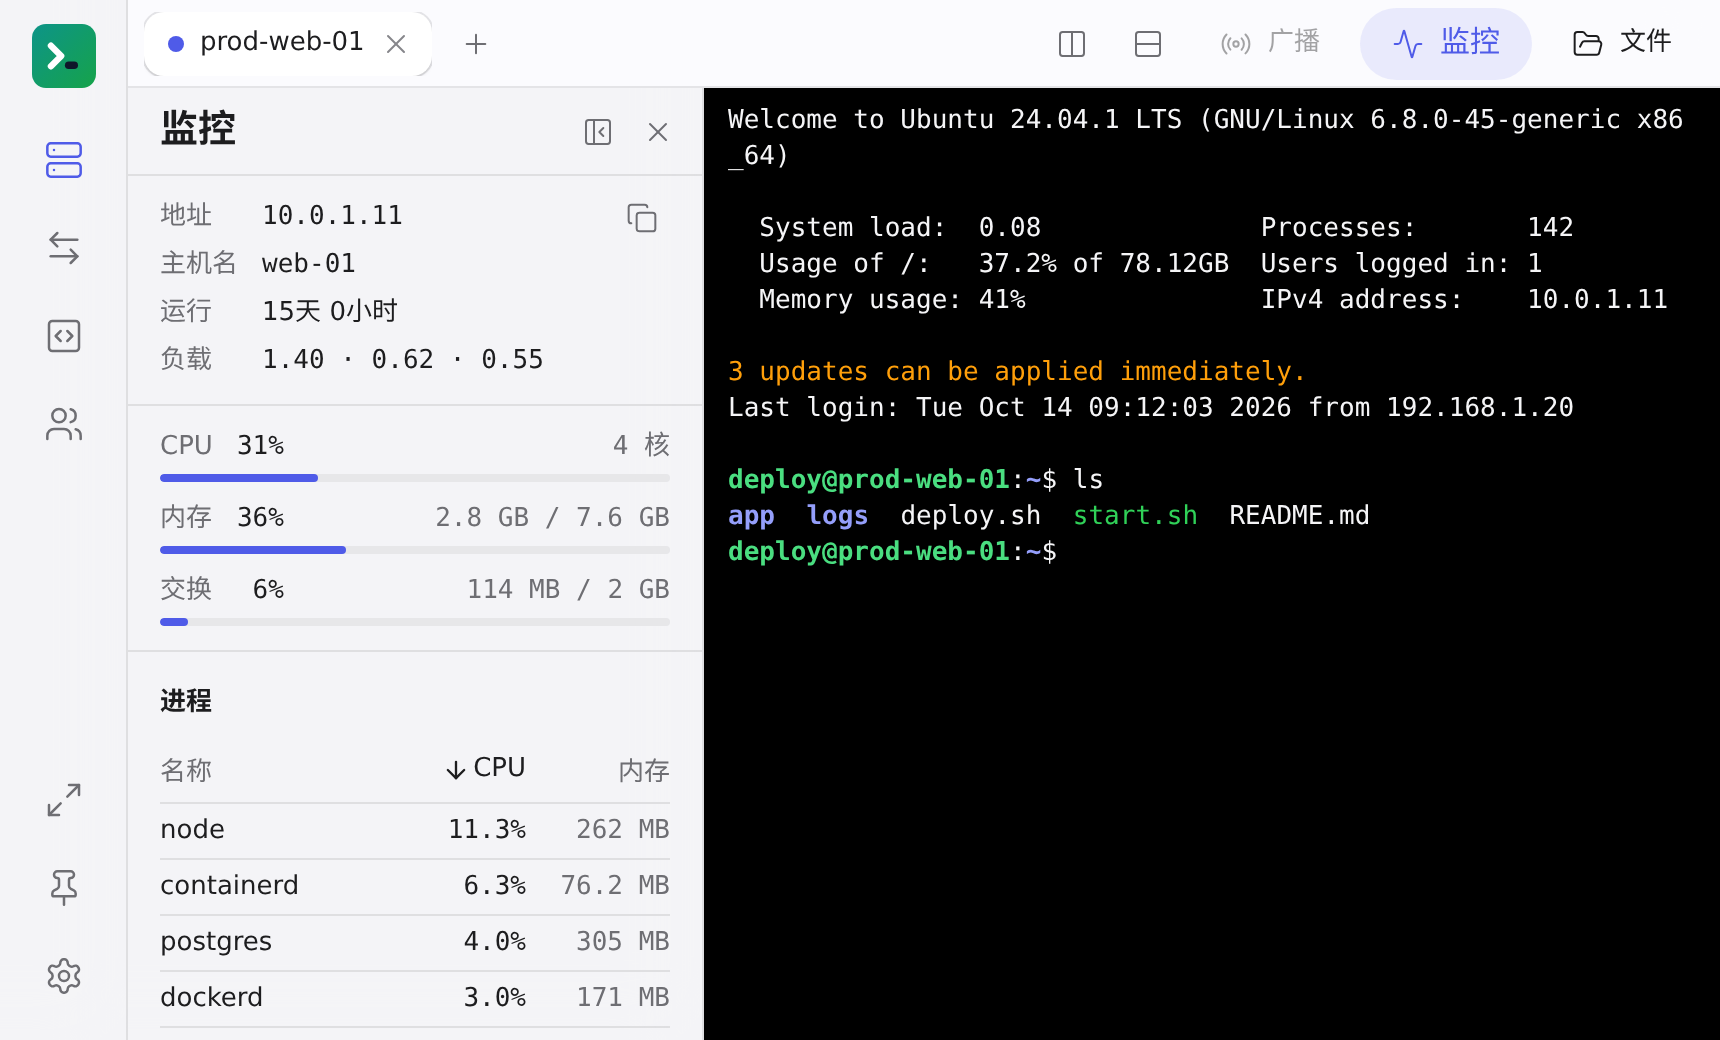 prod-web-01
广播
监控
文件
监控
地址 10.0.1.11
主机名 web-01
运行 15天 0小时
负载 1.40 · 0.62 · 0.55
CPU 31% 4 核
内存 36% 2.8 GB / 7.6 GB
交换 6% 114 MB / 2 GB
进程
名称 ↓ CPU 内存
node 11.3% 262 MB
containerd 6.3% 76.2 MB
postgres 4.0% 305 MB
dockerd 3.0% 171 MB
Welcome to Ubuntu 24.04.1 LTS (GNU/Linux 6.8.0-45-generic x86
_64)
System load: 0.08 Processes: 142
Usage of /: 37.2% of 78.12GB Users logged in: 1
Memory usage: 41% IPv4 address: 10.0.1.11
3 updates can be applied immediately.
Last login: Tue Oct 14 09:12:03 2026 from 192.168.1.20
deploy@prod-web-01:~$ ls
app logs deploy.sh start.sh README.md
deploy@prod-web-01:~$